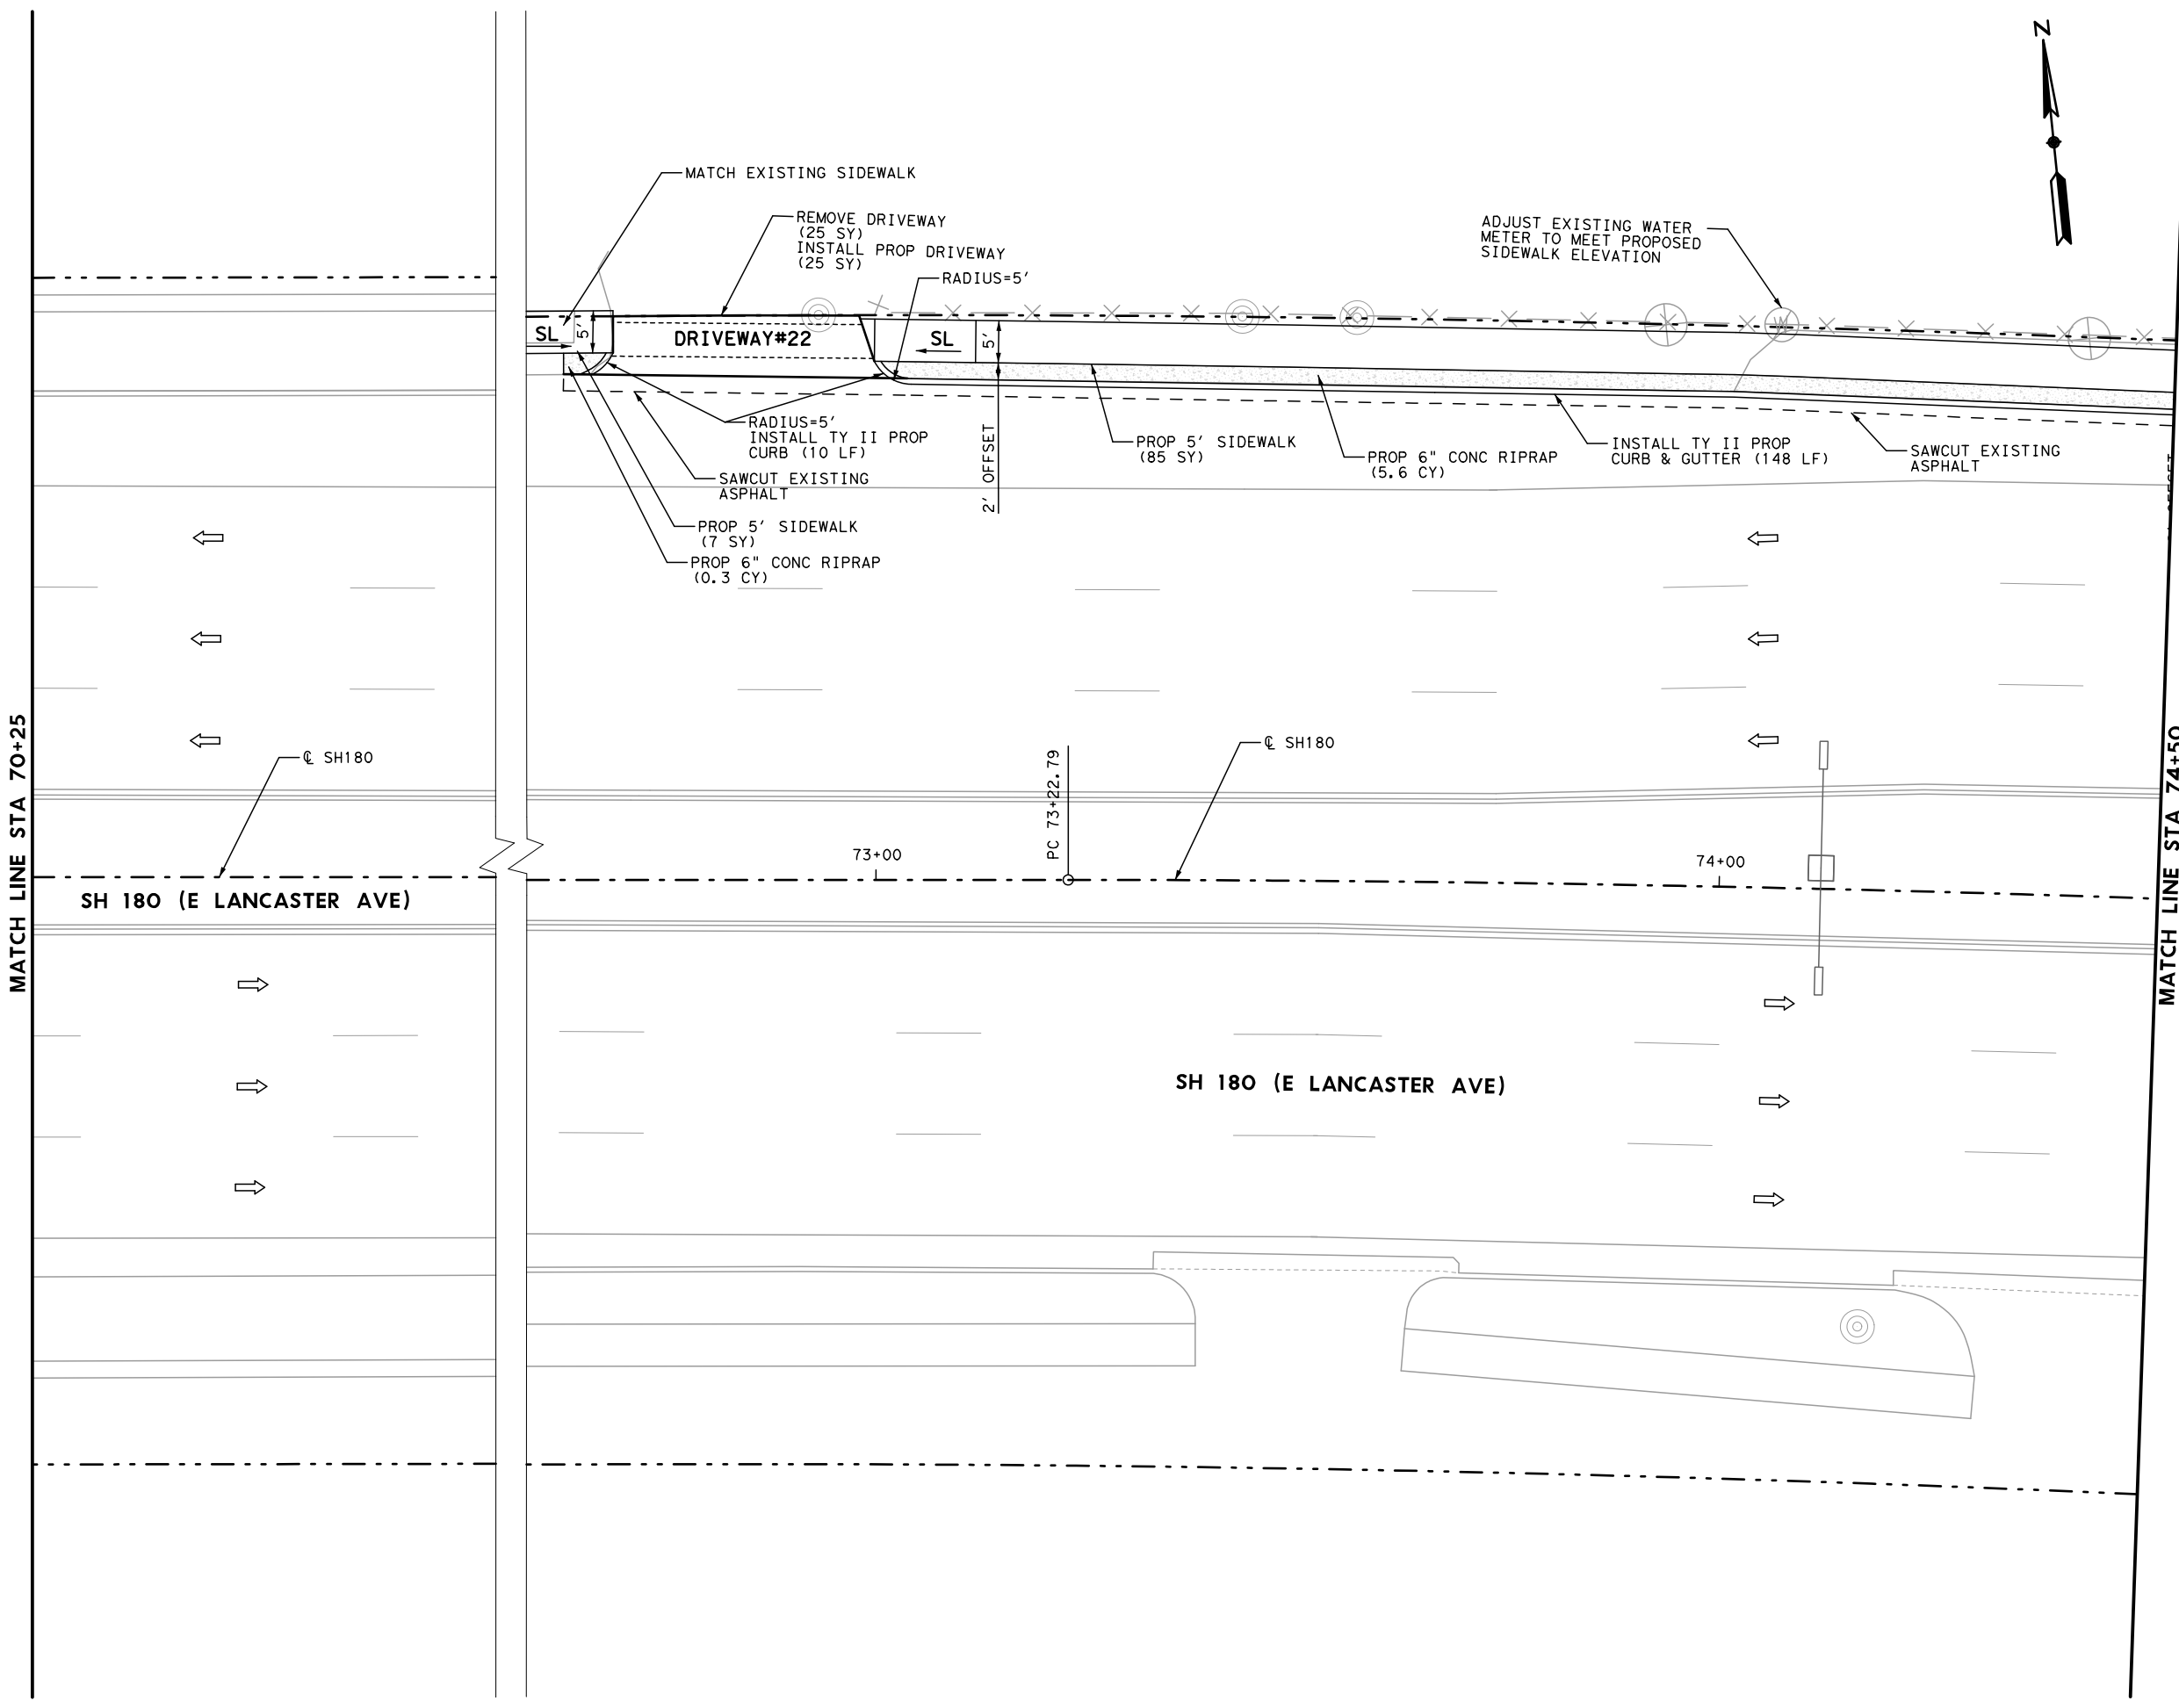 N
MATCH EXISTING SIDEWALK
REMOVE DRIVEWAY
(25 SY)
INSTALL PROP DRIVEWAY
(25 SY)
RADIUS=5'
ADJUST EXISTING WATER
METER TO MEET PROPOSED
SIDEWALK ELEVATION
SL
5'
DRIVEWAY#22
SL
5'
W
RADIUS=5'
INSTALL TY II PROP
CURB (10 LF)
SAWCUT EXISTING
ASPHALT
PROP 5' SIDEWALK
(7 SY)
PROP 6" CONC RIPRAP
(0.3 CY)
2' OFFSET
PROP 5' SIDEWALK
(85 SY)
PROP 6" CONC RIPRAP
(5.6 CY)
INSTALL TY II PROP
CURB & GUTTER (148 LF)
SAWCUT EXISTING
ASPHALT
MATCH LINE STA 70+25
℄ SH180
SH 180 (E LANCASTER AVE)
73+00
PC 73+22.79
℄ SH180
74+00
MATCH LINE STA 74+50
SH 180 (E LANCASTER AVE)